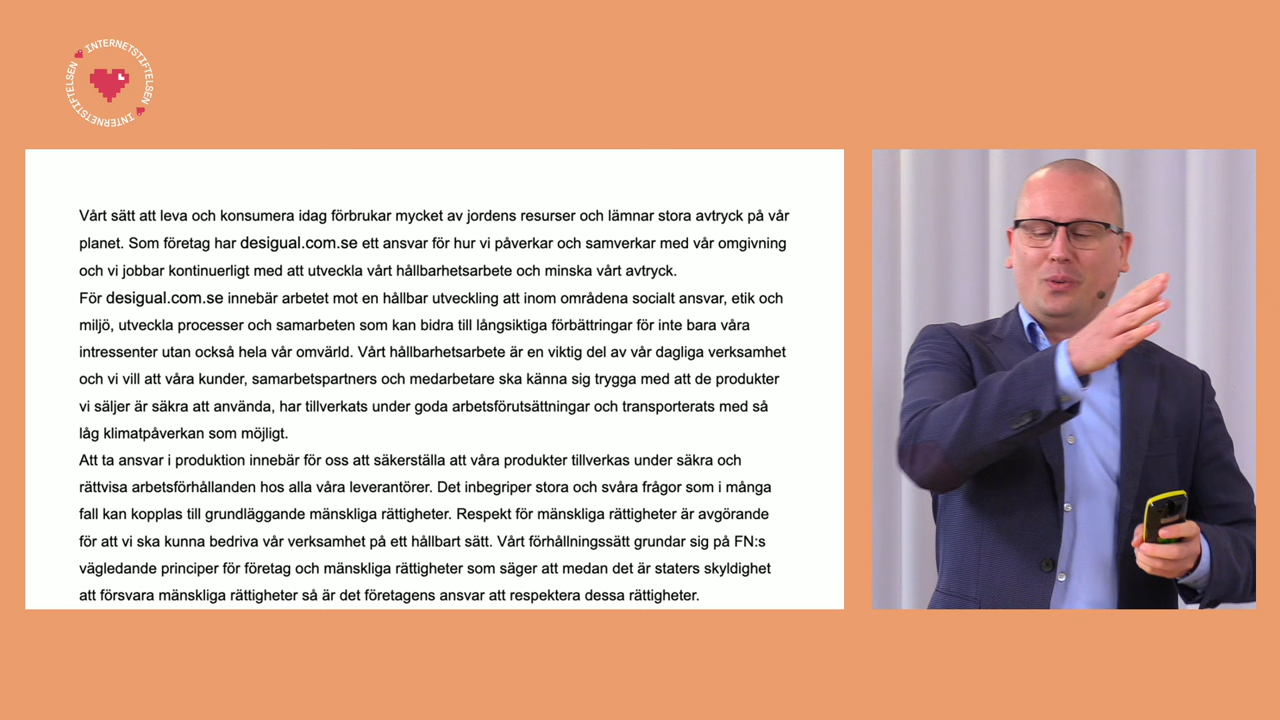 INTERNETSTIFTELSEN INTERNETSTIFTELSEN
Vårt sätt att leva och konsumera idag förbrukar mycket av jordens resurser och lämnar stora avtryck på vår
planet. Som företag har desigual.com.se ett ansvar för hur vi påverkar och samverkar med vår omgivning
och vi jobbar kontinuerligt med att utveckla vårt hållbarhetsarbete och minska vårt avtryck.
För desigual.com.se innebär arbetet mot en hållbar utveckling att inom områdena socialt ansvar, etik och
miljö, utveckla processer och samarbeten som kan bidra till långsiktiga förbättringar för inte bara våra
intressenter utan också hela vår omvärld. Vårt hållbarhetsarbete är en viktig del av vår dagliga verksamhet
och vi vill att våra kunder, samarbetspartners och medarbetare ska känna sig trygga med att de produkter
vi säljer är säkra att använda, har tillverkats under goda arbetsförutsättningar och transporterats med så
låg klimatpåverkan som möjligt.
Att ta ansvar i produktion innebär för oss att säkerställa att våra produkter tillverkas under säkra och
rättvisa arbetsförhållanden hos alla våra leverantörer. Det inbegriper stora och svåra frågor som i många
fall kan kopplas till grundläggande mänskliga rättigheter. Respekt för mänskliga rättigheter är avgörande
för att vi ska kunna bedriva vår verksamhet på ett hållbart sätt. Vårt förhållningssätt grundar sig på FN:s
vägledande principer för företag och mänskliga rättigheter som säger att medan det är staters skyldighet
att försvara mänskliga rättigheter så är det företagens ansvar att respektera dessa rättigheter.